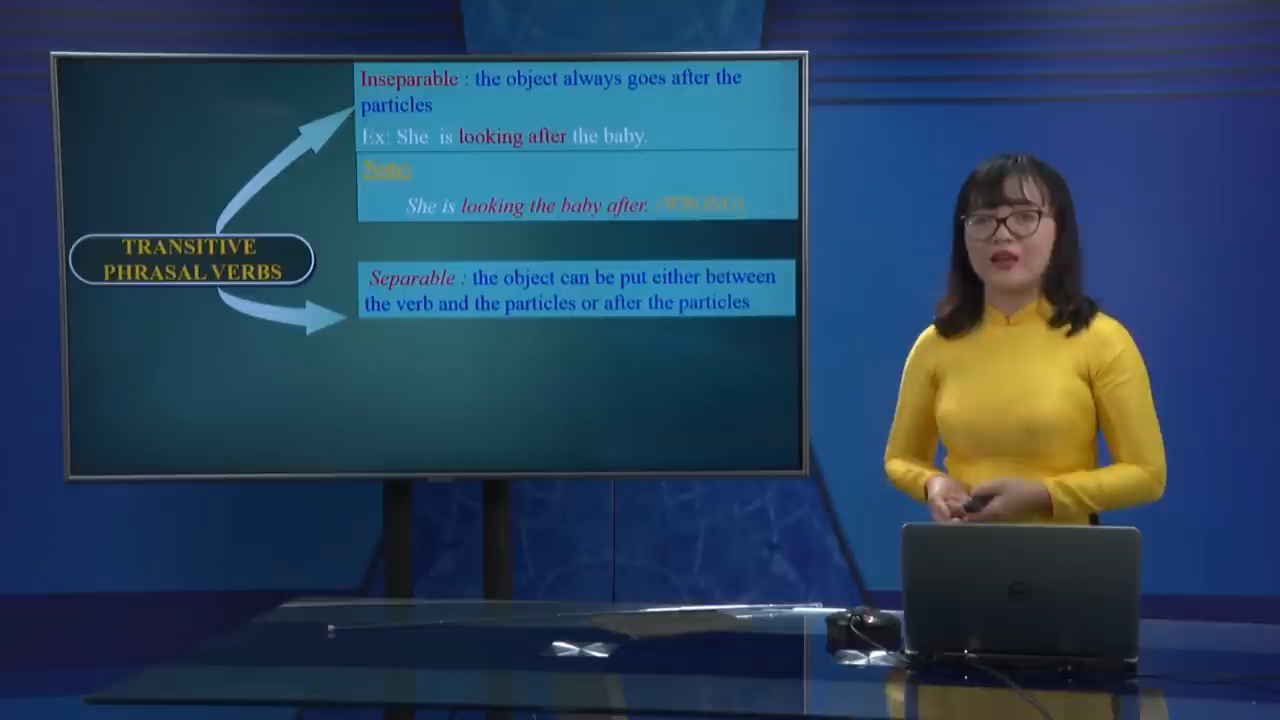 Inseparable : the object always goes after the
particles
Ex: She is looking after the baby.
Note:
She is looking the baby after. (WRONG)
TRANSITIVE
PHRASAL VERBS
Separable : the object can be put either between
the verb and the particles or after the particles